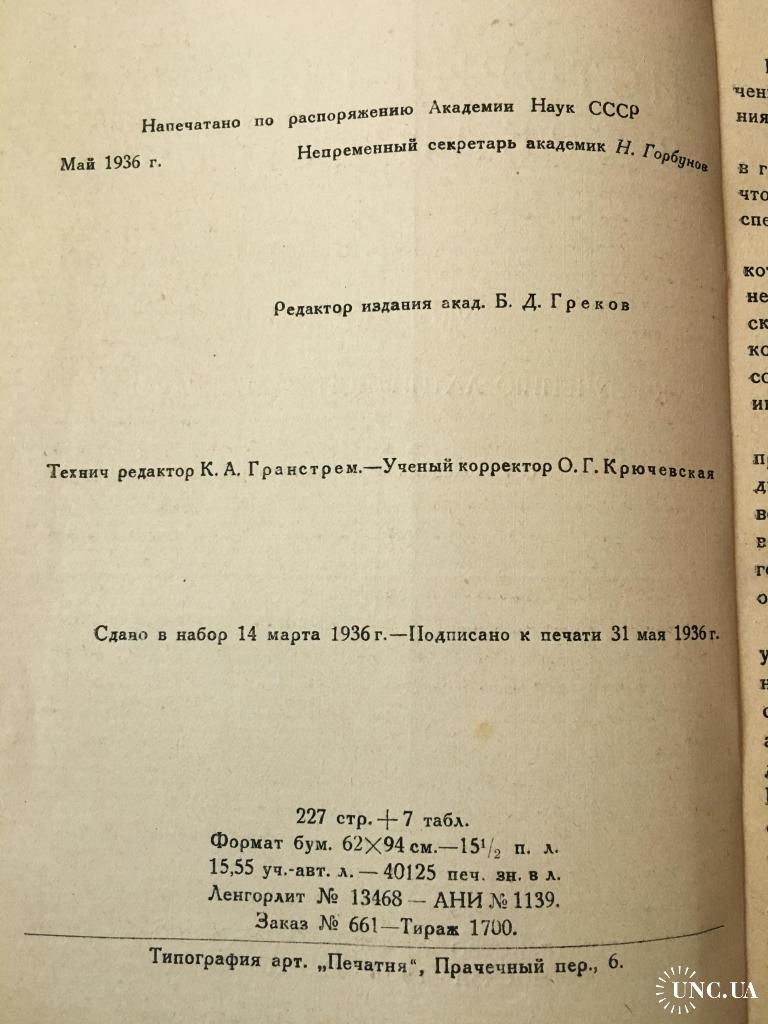 Напечатано по распоряжению Академии Наук СССР
Май 1936 г.
Непременный секретарь академик Н. Горбунов
Редактор издания акад. Б. Д. Греков
Технич редактор К. А. Гранстрем.—Ученый корректор О. Г. Крючевская
Сдано в набор 14 марта 1936 г.—Подписано к печати 31 мая 1936 г.
227 стр. + 7 табл.
Формат бум. 62×94 см.—15¹/₂ п. л.
15,55 уч.-авт. л. — 40125 печ. зн. в л.
Ленгорлит № 13468 — АНИ № 1139.
Заказ № 661—Тираж 1700.
Типография арт. „Печатня“, Прачечный пер., 6.
UNC.UA